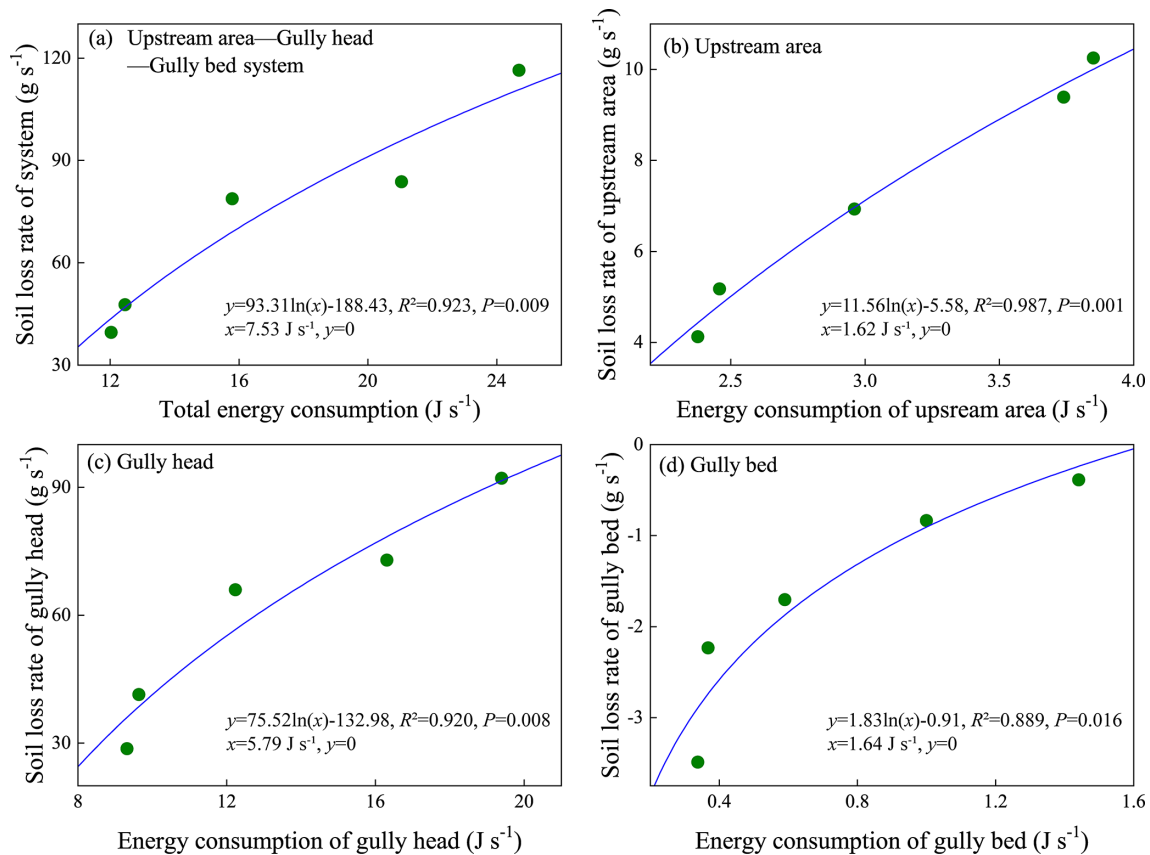 (a) Upstream area—Gully head
—Gully bed system
Soil loss rate of system (g s⁻¹)
120
90
60
30
y=93.31ln(x)-188.43, R²=0.923, P=0.009
x=7.53 J s⁻¹, y=0
12 16 20 24
Total energy consumption (J s⁻¹)
(b) Upstream area
Soil loss rate of upstream area (g s⁻¹)
10
8
6
4
y=11.56ln(x)-5.58, R²=0.987, P=0.001
x=1.62 J s⁻¹, y=0
2.5 3.0 3.5 4.0
Energy consumption of upsream area (J s⁻¹)
(c) Gully head
Soil loss rate of gully head (g s⁻¹)
90
60
30
y=75.52ln(x)-132.98, R²=0.920, P=0.008
x=5.79 J s⁻¹, y=0
8 12 16 20
Energy consumption of gully head (J s⁻¹)
(d) Gully bed
Soil loss rate of gully bed (g s⁻¹)
0
-1
-2
-3
y=1.83ln(x)-0.91, R²=0.889, P=0.016
x=1.64 J s⁻¹, y=0
0.4 0.8 1.2 1.6
Energy consumption of gully bed (J s⁻¹)